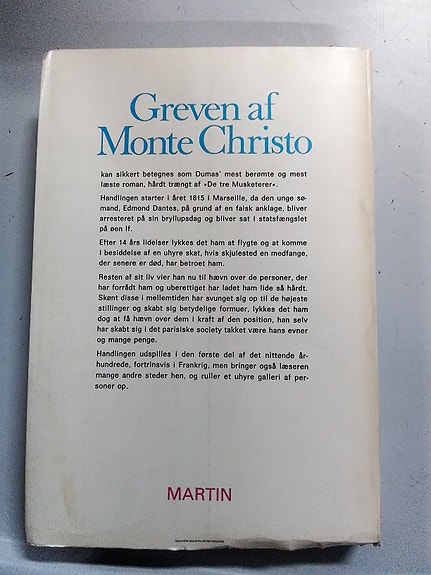 Greven af
Monte Christo
kan sikkert betegnes som Dumas' mest berømte og mest
læste roman, hårdt trængt af »De tre Musketerer«.
Handlingen starter i året 1815 i Marseille, da den unge sø-
mand, Edmond Dantes, på grund af en falsk anklage, bliver
arresteret på sin bryllupsdag og bliver sat i statsfængslet
på øen If.
Efter 14 års lidelser lykkes det ham at flygte og at komme
i besiddelse af en uhyre skat, hvis skjulested en medfange,
der senere er død, har betroet ham.
Resten af sit liv vier han nu til hævn over de personer, der
har forrådt ham og uberettiget har ladet ham lide så hårdt.
Skønt disse i mellemtiden har svunget sig op til de højeste
stillinger og skabt sig betydelige formuer, lykkes det ham
dog at få hævn over dem i kraft af den position, han selv
har skabt sig i det parisiske society takket være hans evner
og mange penge.
Handlingen udspilles i den første del af det nittende år-
hundrede, fortrinsvis i Frankrig, men bringer også læseren
mange andre steder hen, og ruller et uhyre galleri af per-
soner op.
MARTIN